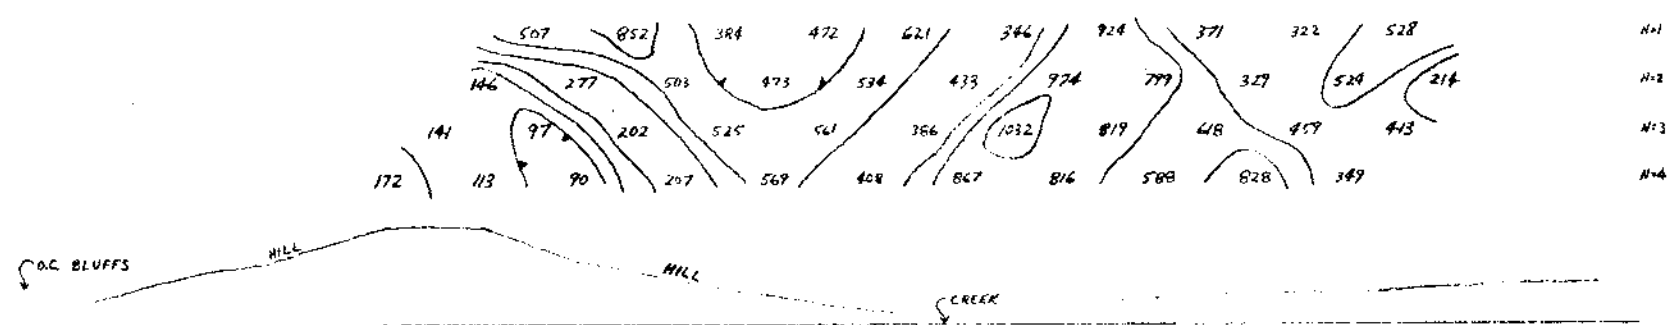 507 852 384 472 621 346 924 371 322 528 N=1
146 277 503 473 534 433 974 799 329 524 214 N=2
141 97 202 525 561 386 1032 819 618 459 413 N=3
172 113 90 207 569 408 867 816 588 828 349 N=4
HILL
O.C. BLUFFS
HILL
CREEK